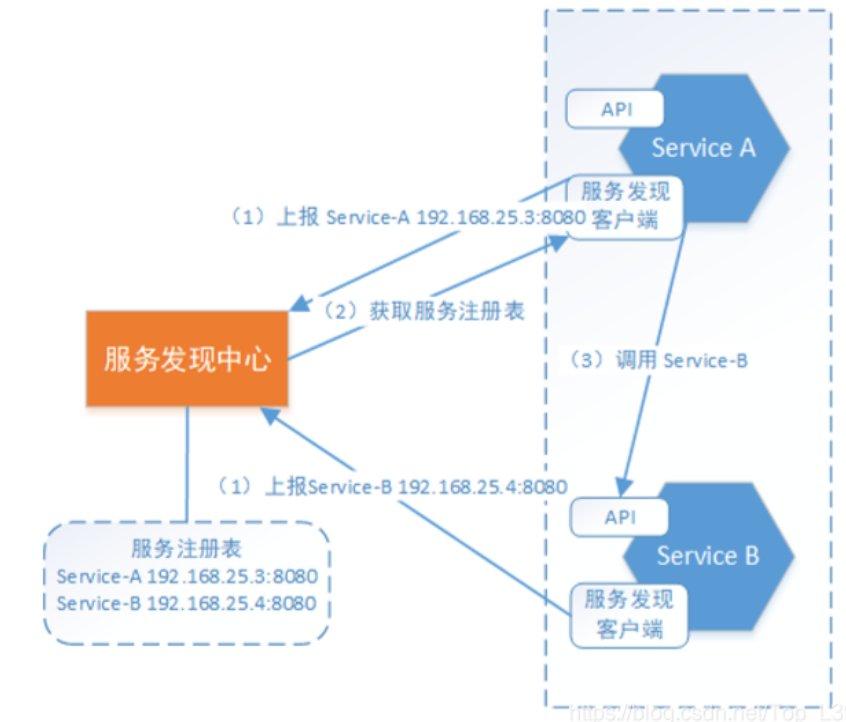 API
Service A
服务发现
客户端
（1）上报 Service-A 192.168.25.3:8080
（2）获取服务注册表
服务发现中心
（3）调用 Service-B
（1）上报Service-B 192.168.25.4:8080
API
Service B
服务注册表
Service-A 192.168.25.3:8080
Service-B 192.168.25.4:8080
服务发现
客户端
https://blog.csdn.net/Top_L3